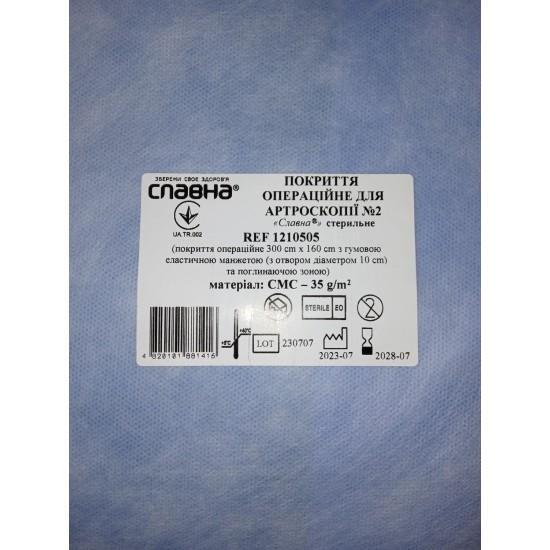 ЗБЕРЕЖИ СВОЄ ЗДОРОВ'Я
СЛАВНА®
UA.TR.002
ПОКРИТТЯ
ОПЕРАЦІЙНЕ ДЛЯ
АРТРОСКОПІЇ №2
«Славна®» стерильне
REF 1210505
(покриття операційне 300 cm x 160 cm з гумовою
еластичною манжетою (з отвором діаметром 10 cm)
та поглинаючою зоною)
матеріал: СМС – 35 g/m²
STERILE EO
2
+5°C +40°C
LOT 230707
2023-07
2028-07
4 820101 881416